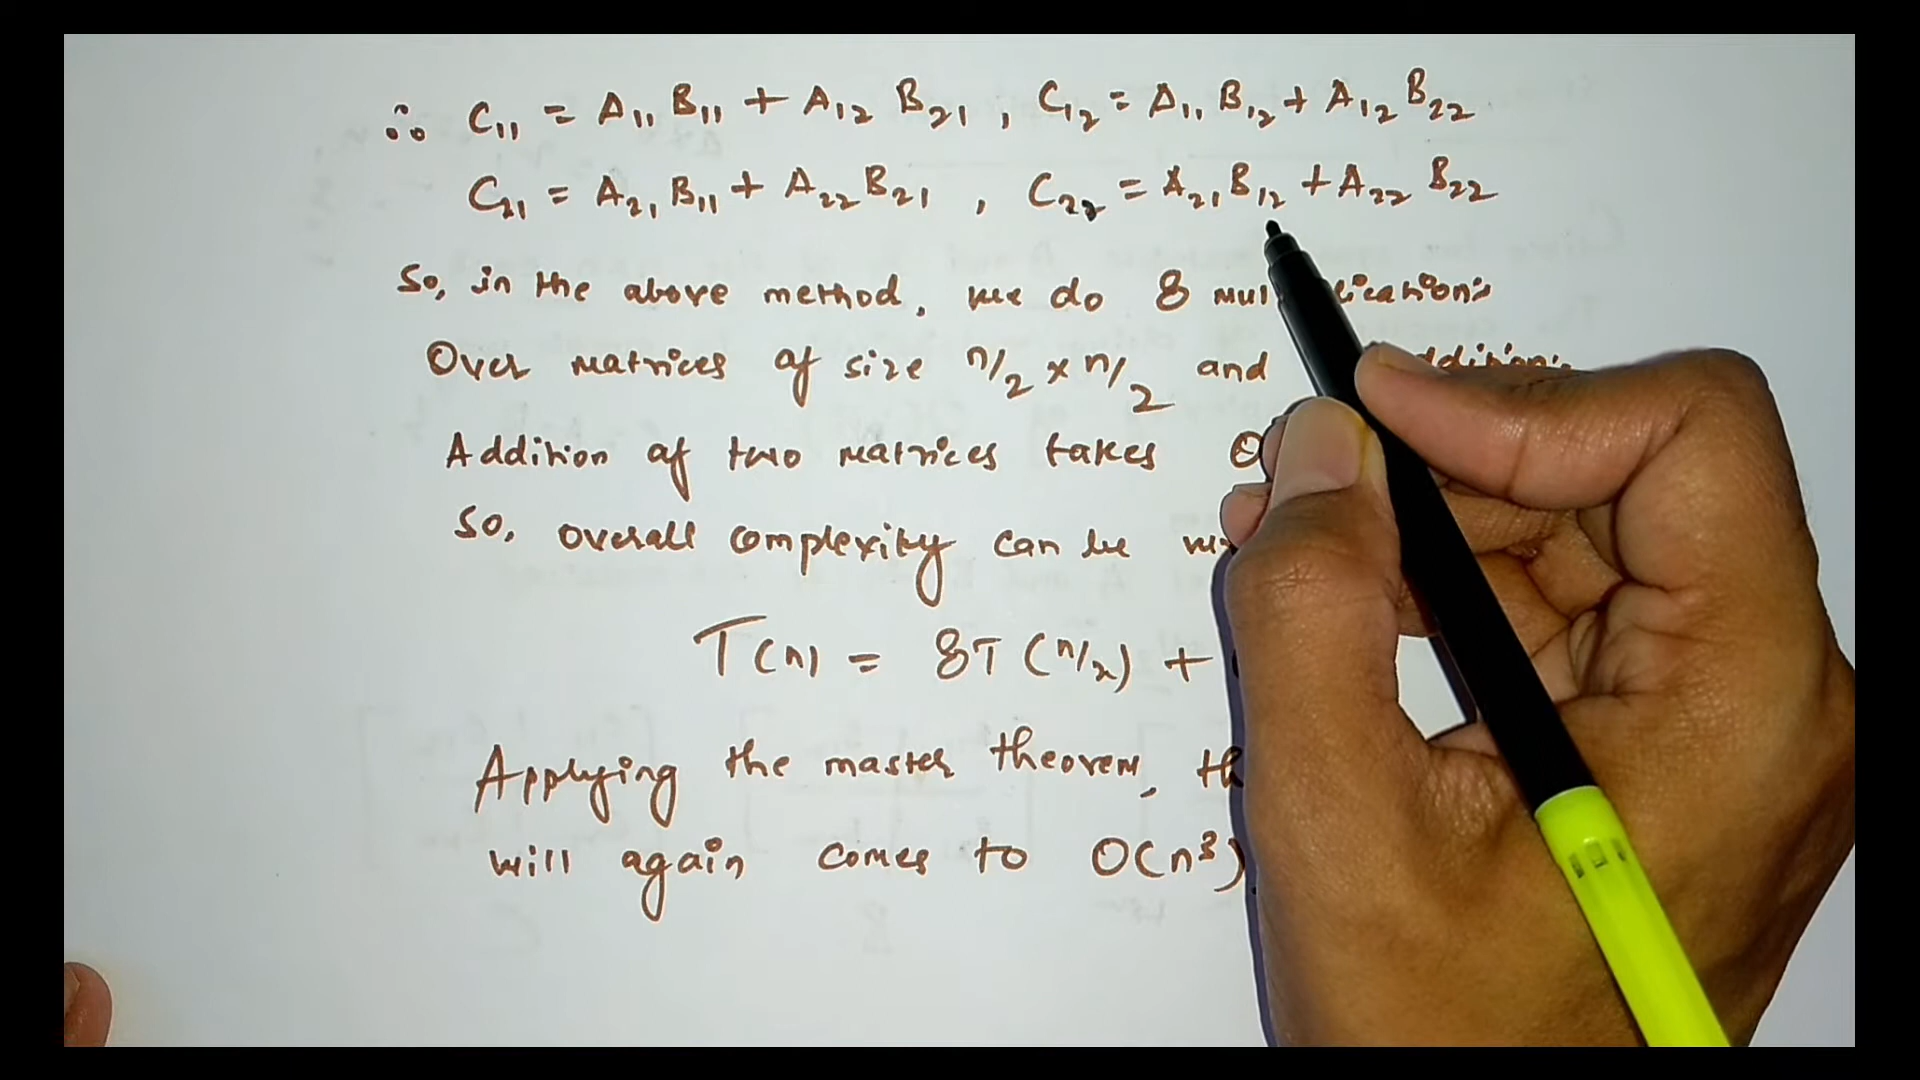 ∴ C₁₁ = A₁₁ B₁₁ + A₁₂ B₂₁ , C₁₂ = A₁₁ B₁₂ + A₁₂ B₂₂
C₂₁ = A₂₁ B₁₁ + A₂₂ B₂₁ , C₂₂ = A₂₁ B₁₂ + A₂₂ B₂₂
So, in the above method, we do 8
Over matrices of size n/2 × n/2 and
Addition of two matrices takes
So, overall complexity can be
T(n) = 8T(n/2) +
Applying the master theorem,
will again comes to O(n³).